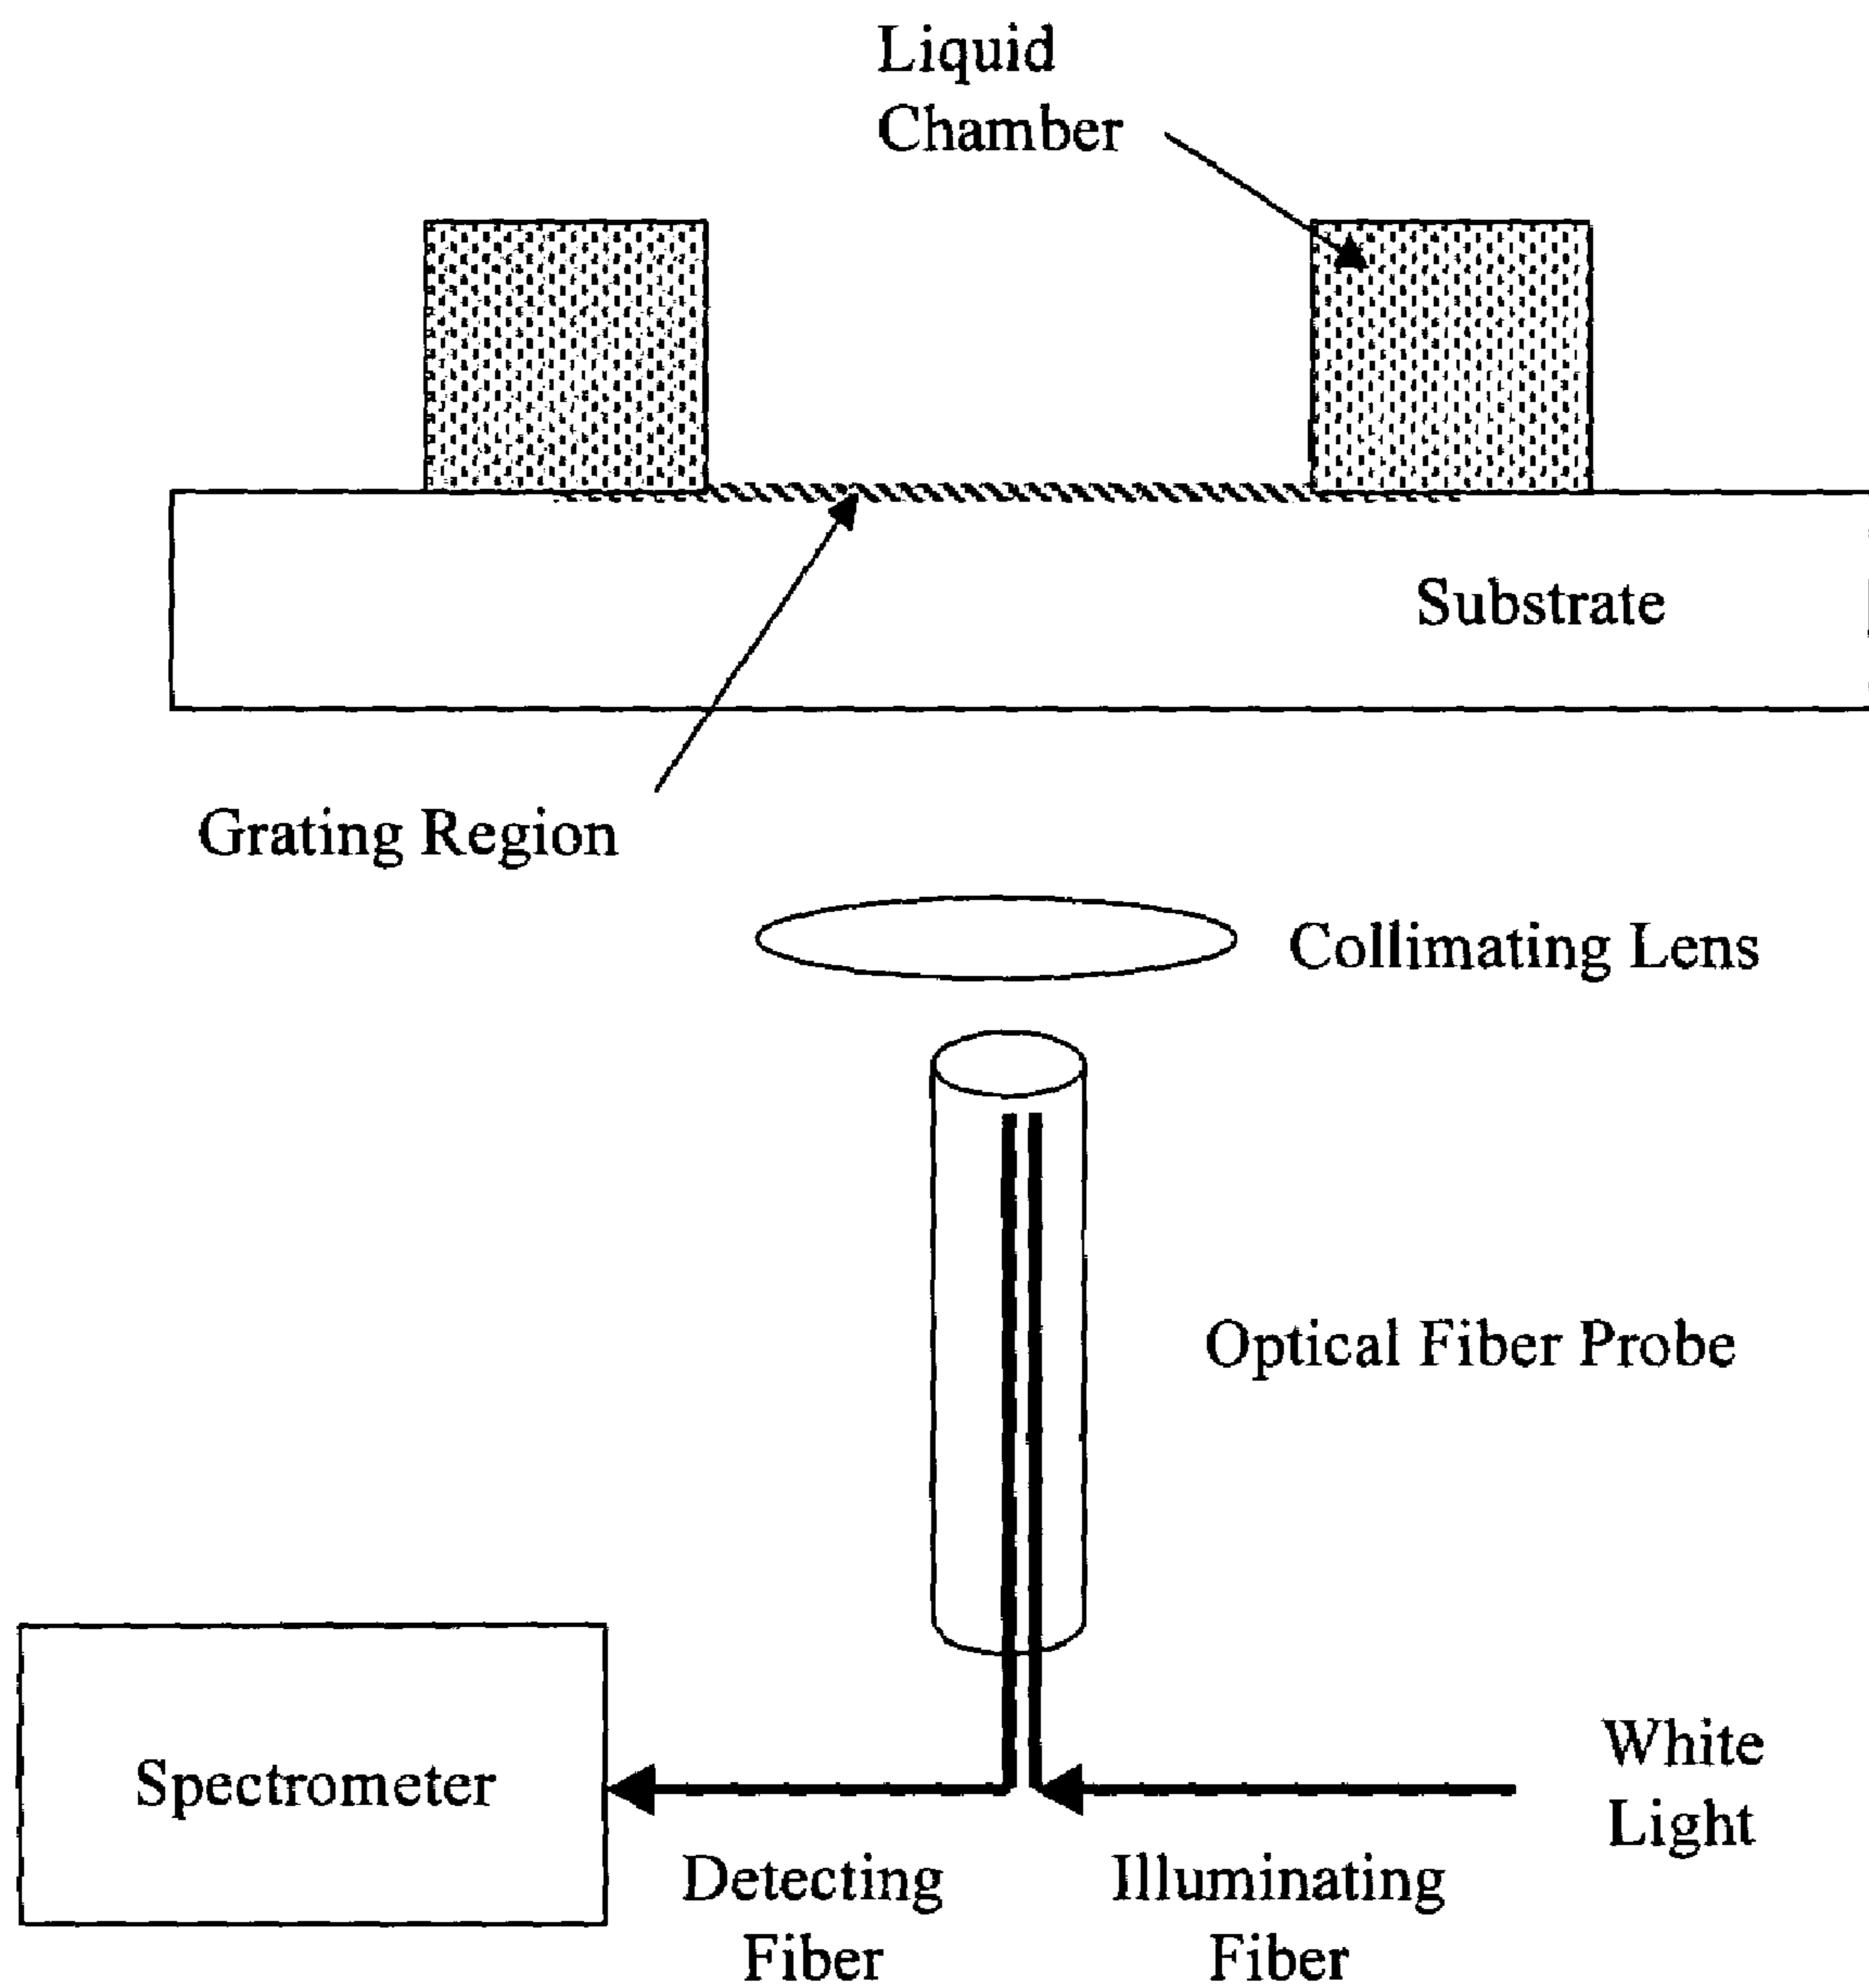 Liquid
Chamber
Substrate
Grating Region
Collimating Lens
Optical Fiber Probe
White
Light
Spectrometer
Detecting
Fiber
Illuminating
Fiber